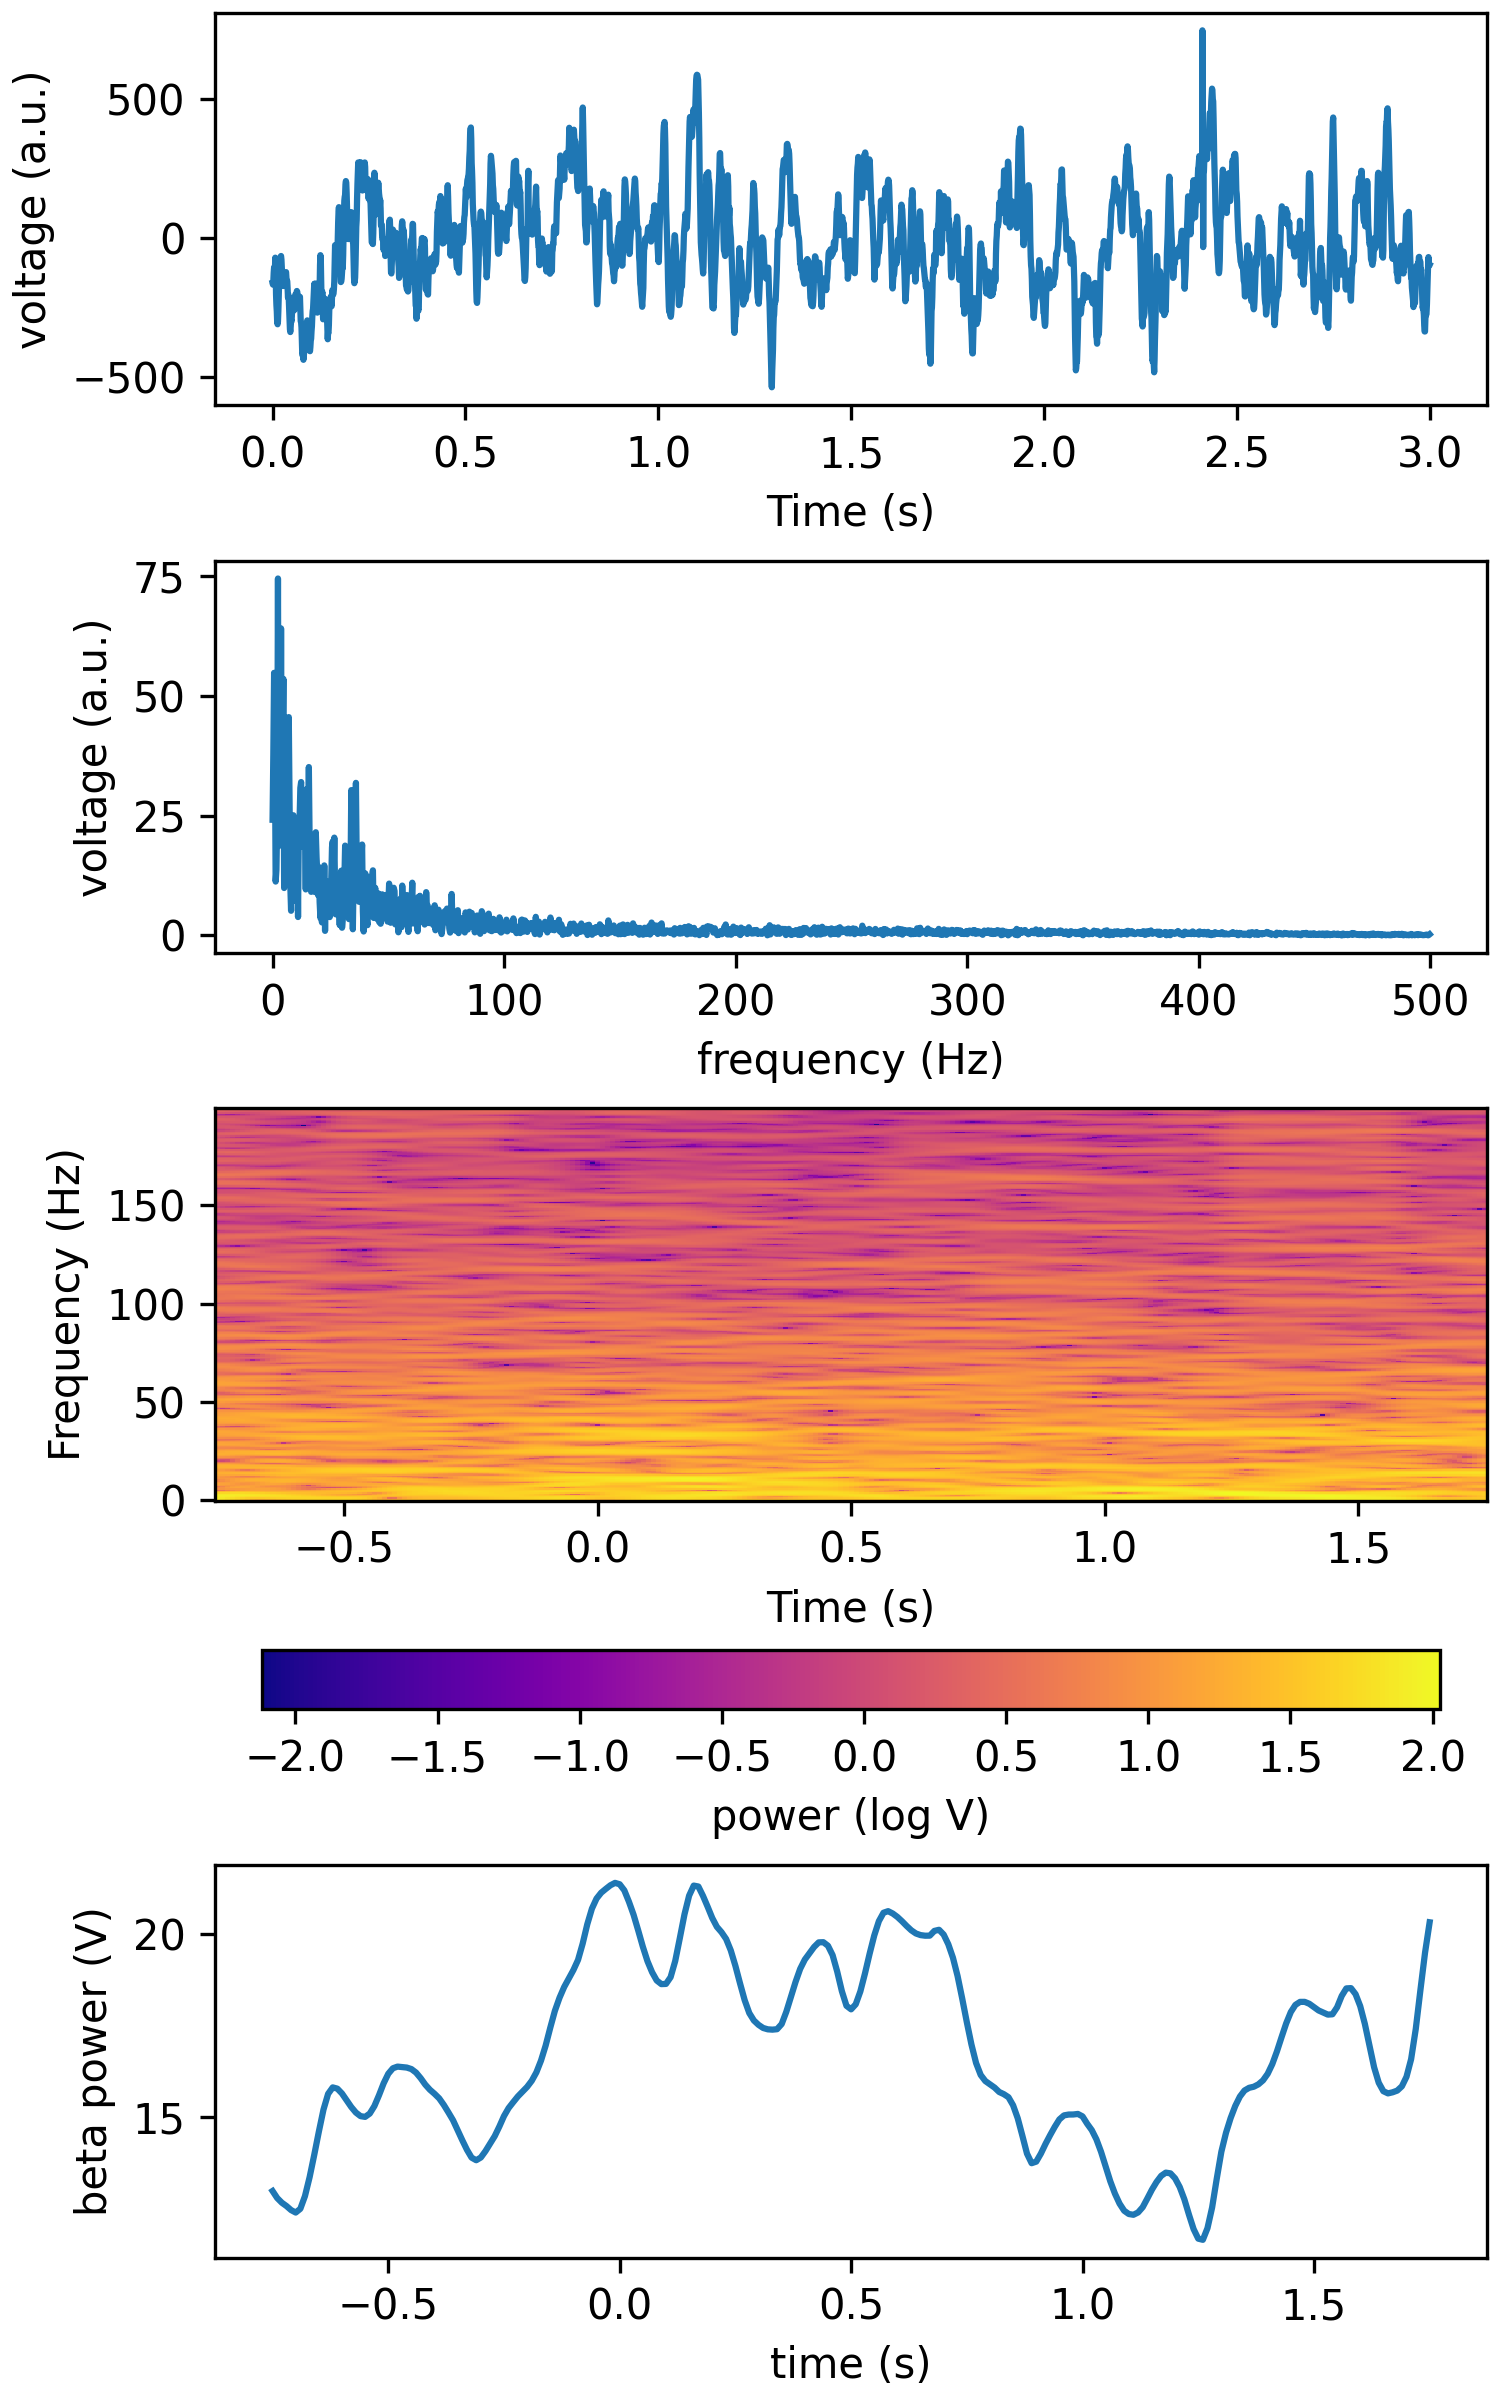 voltage (a.u.)
500
0
−500
0.0 0.5 1.0 1.5 2.0 2.5 3.0
Time (s)
voltage (a.u.)
75
50
25
0
0 100 200 300 400 500
frequency (Hz)
Frequency (Hz)
150
100
50
0
−0.5 0.0 0.5 1.0 1.5
Time (s)
−2.0 −1.5 −1.0 −0.5 0.0 0.5 1.0 1.5 2.0
power (log V)
beta power (V)
20
15
−0.5 0.0 0.5 1.0 1.5
time (s)